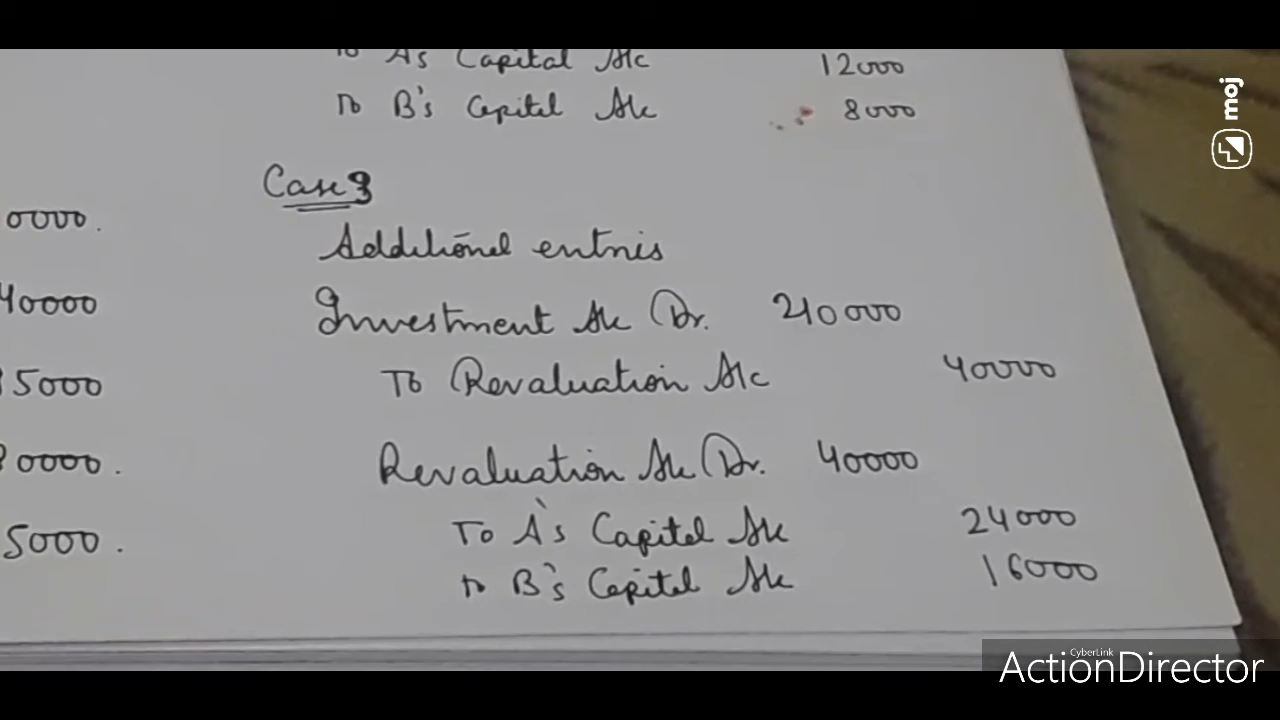 To A's Capital A/c 12000
To B's Capital A/c 8000
Case 3
0000.
Additional entries
40000
Investment A/c Dr. 40000
5000
To Revaluation A/c 40000
0000.
Revaluation A/c Dr. 40000
5000.
To A's Capital A/c 24000
To B's Capital A/c 16000
moj
CyberLink
ActionDirector